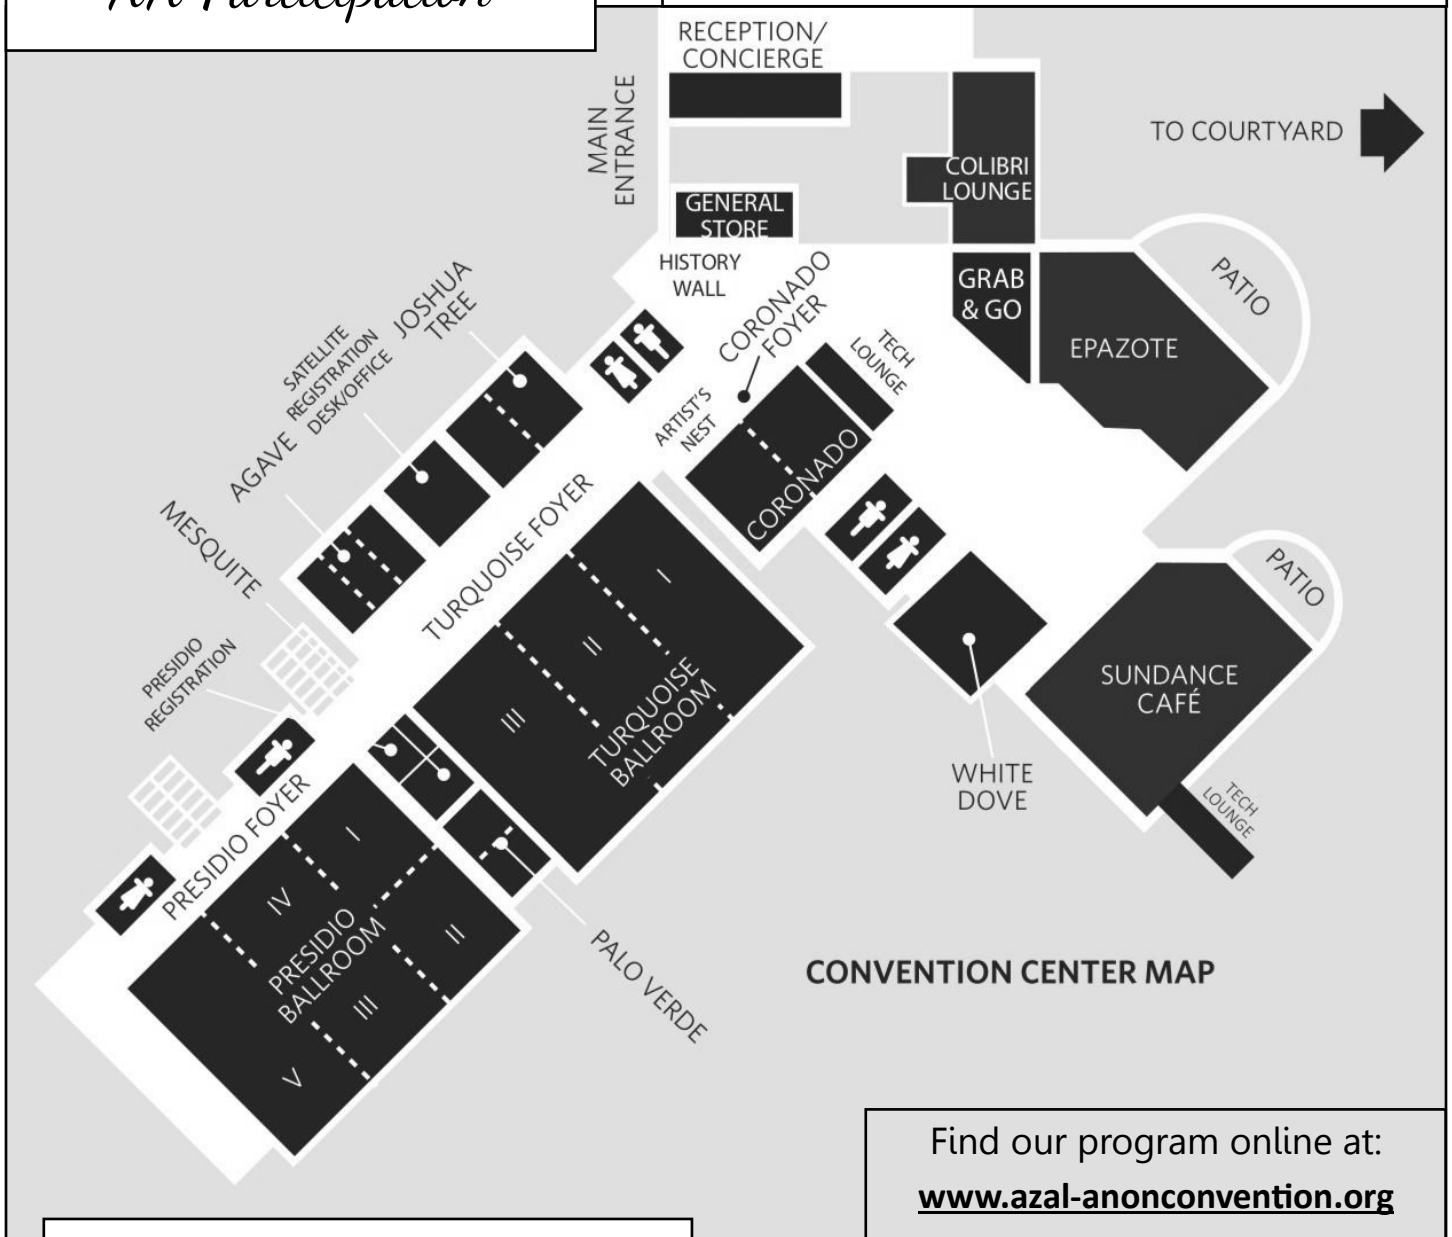 AA Participation
RECEPTION/
CONCIERGE
MAIN
ENTRANCE
TO COURTYARD
COLIBRI
LOUNGE
GENERAL
STORE
HISTORY
WALL
GRAB
& GO
PATIO
EPAZOTE
CORONADO
FOYER
TECH
LOUNGE
JOSHUA
TREE
SATELLITE
REGISTRATION
DESK/OFFICE
ARTIST'S
NEST
CORONADO
AGAVE
MESQUITE
TURQUOISE FOYER
PATIO
I
II
III
TURQUOISE
BALLROOM
SUNDANCE
CAFÉ
PRESIDIO
REGISTRATION
WHITE
DOVE
TECH
LOUNGE
PRESIDIO FOYER
I
IV
PRESIDIO
BALLROOM
II
III
V
PALO VERDE
CONVENTION CENTER MAP
Find our program online at:
www.azal-anonconvention.org